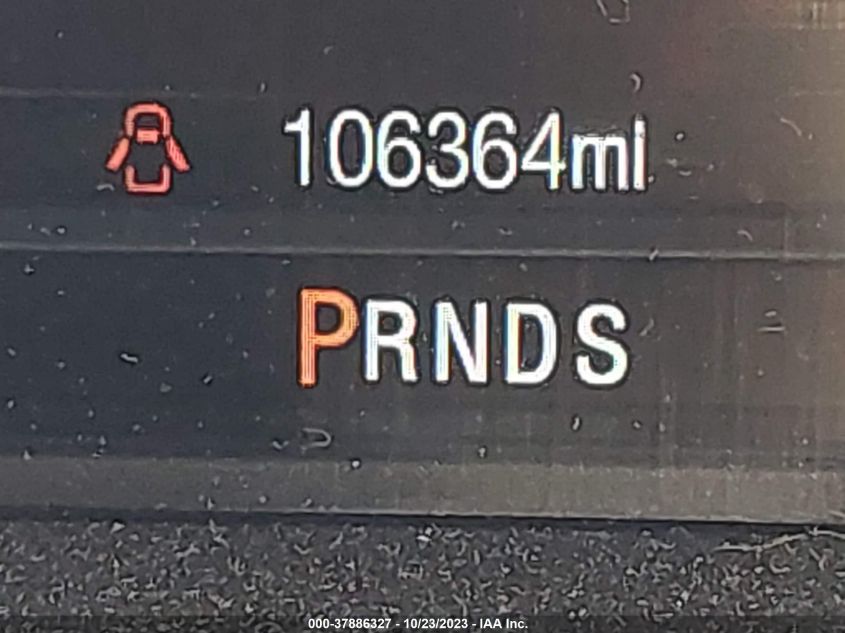 106364mi
PRNDS
000-37886327 - 10/23/2023 - IAA Inc.